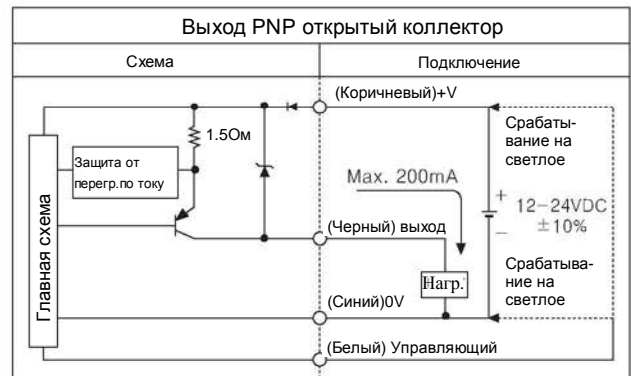 Выход PNP открытый коллектор
Схема
Подключение
(Коричневый)+V
1.5Ом
Срабаты-
вание на
светлое
Защита от
перегр.по току
Max. 200mA
+
12-24VDC
±10%
−
Главная схема
(Черный) выход
Нагр.
Срабатыва-
ние на
светлое
(Синий)0V
(Белый) Управляющий